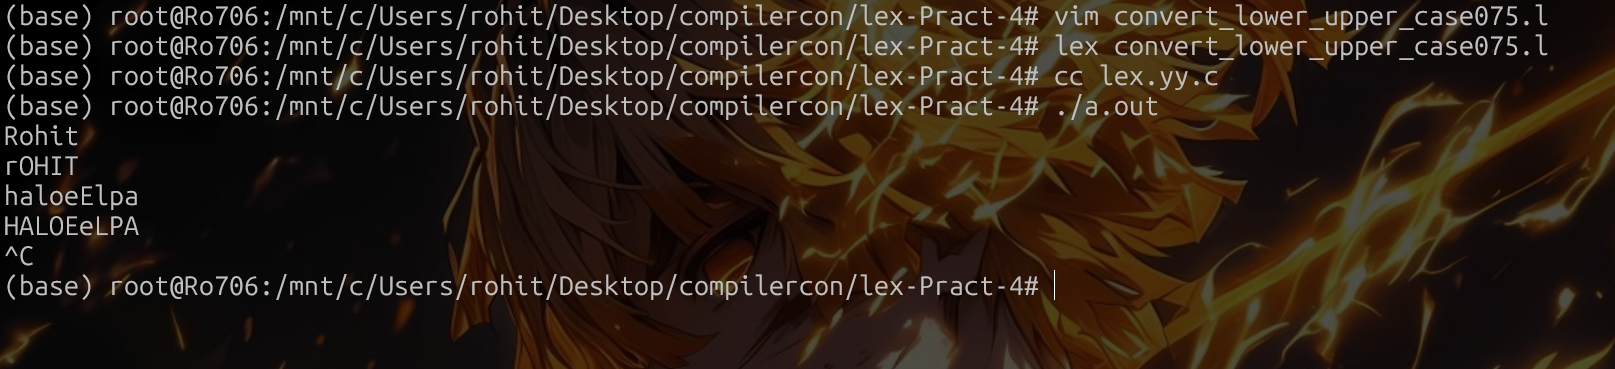 (base) root@Ro706:/mnt/c/Users/rohit/Desktop/compilercon/lex-Pract-4# vim convert_lower_upper_case075.l
(base) root@Ro706:/mnt/c/Users/rohit/Desktop/compilercon/lex-Pract-4# lex convert_lower_upper_case075.l
(base) root@Ro706:/mnt/c/Users/rohit/Desktop/compilercon/lex-Pract-4# cc lex.yy.c
(base) root@Ro706:/mnt/c/Users/rohit/Desktop/compilercon/lex-Pract-4# ./a.out
Rohit
rOHIT
haloeElpa
HALOEeLPA
^C
(base) root@Ro706:/mnt/c/Users/rohit/Desktop/compilercon/lex-Pract-4#